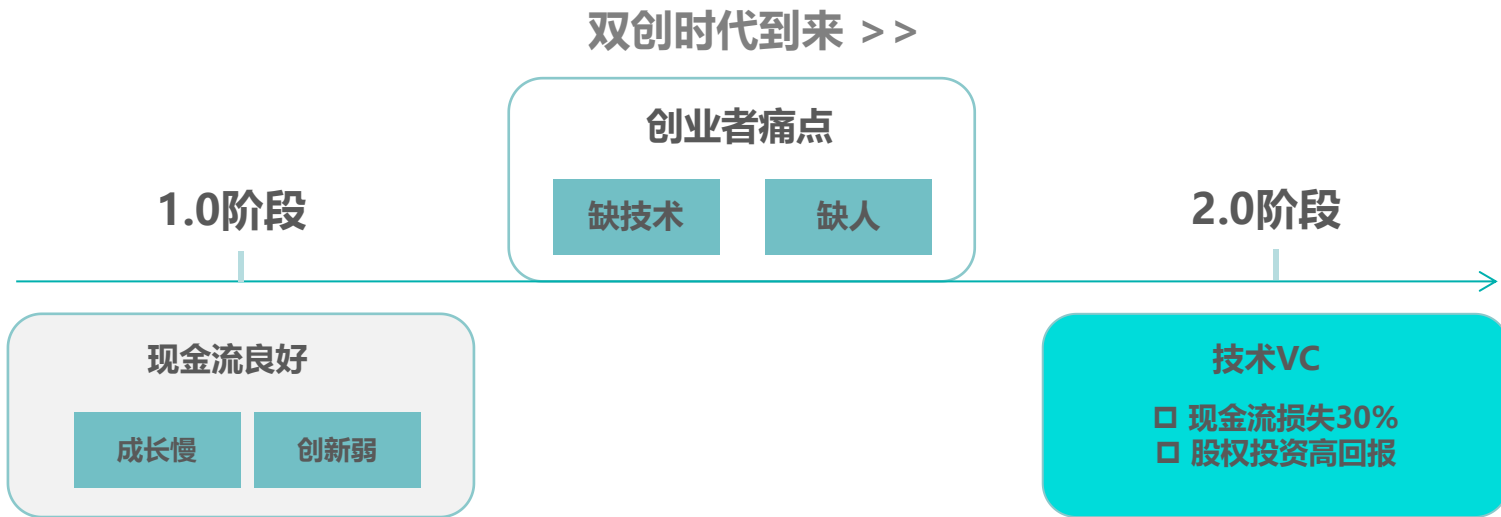 双创时代到来 >>
创业者痛点
缺技术
缺人
1.0阶段
2.0阶段
现金流良好
成长慢
创新弱
技术VC
现金流损失30%
股权投资高回报